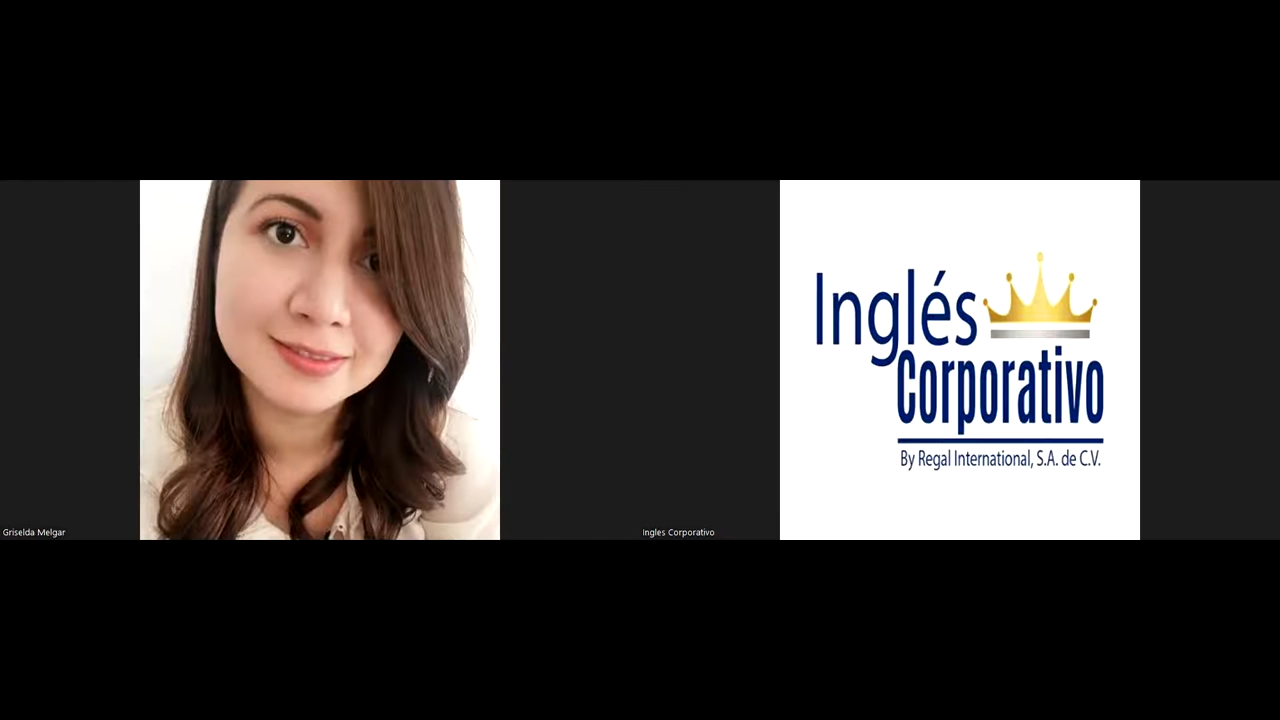 Inglés
Corporativo
By Regal International, S.A. de C.V.
Griselda Melgar
Ingles Corporativo